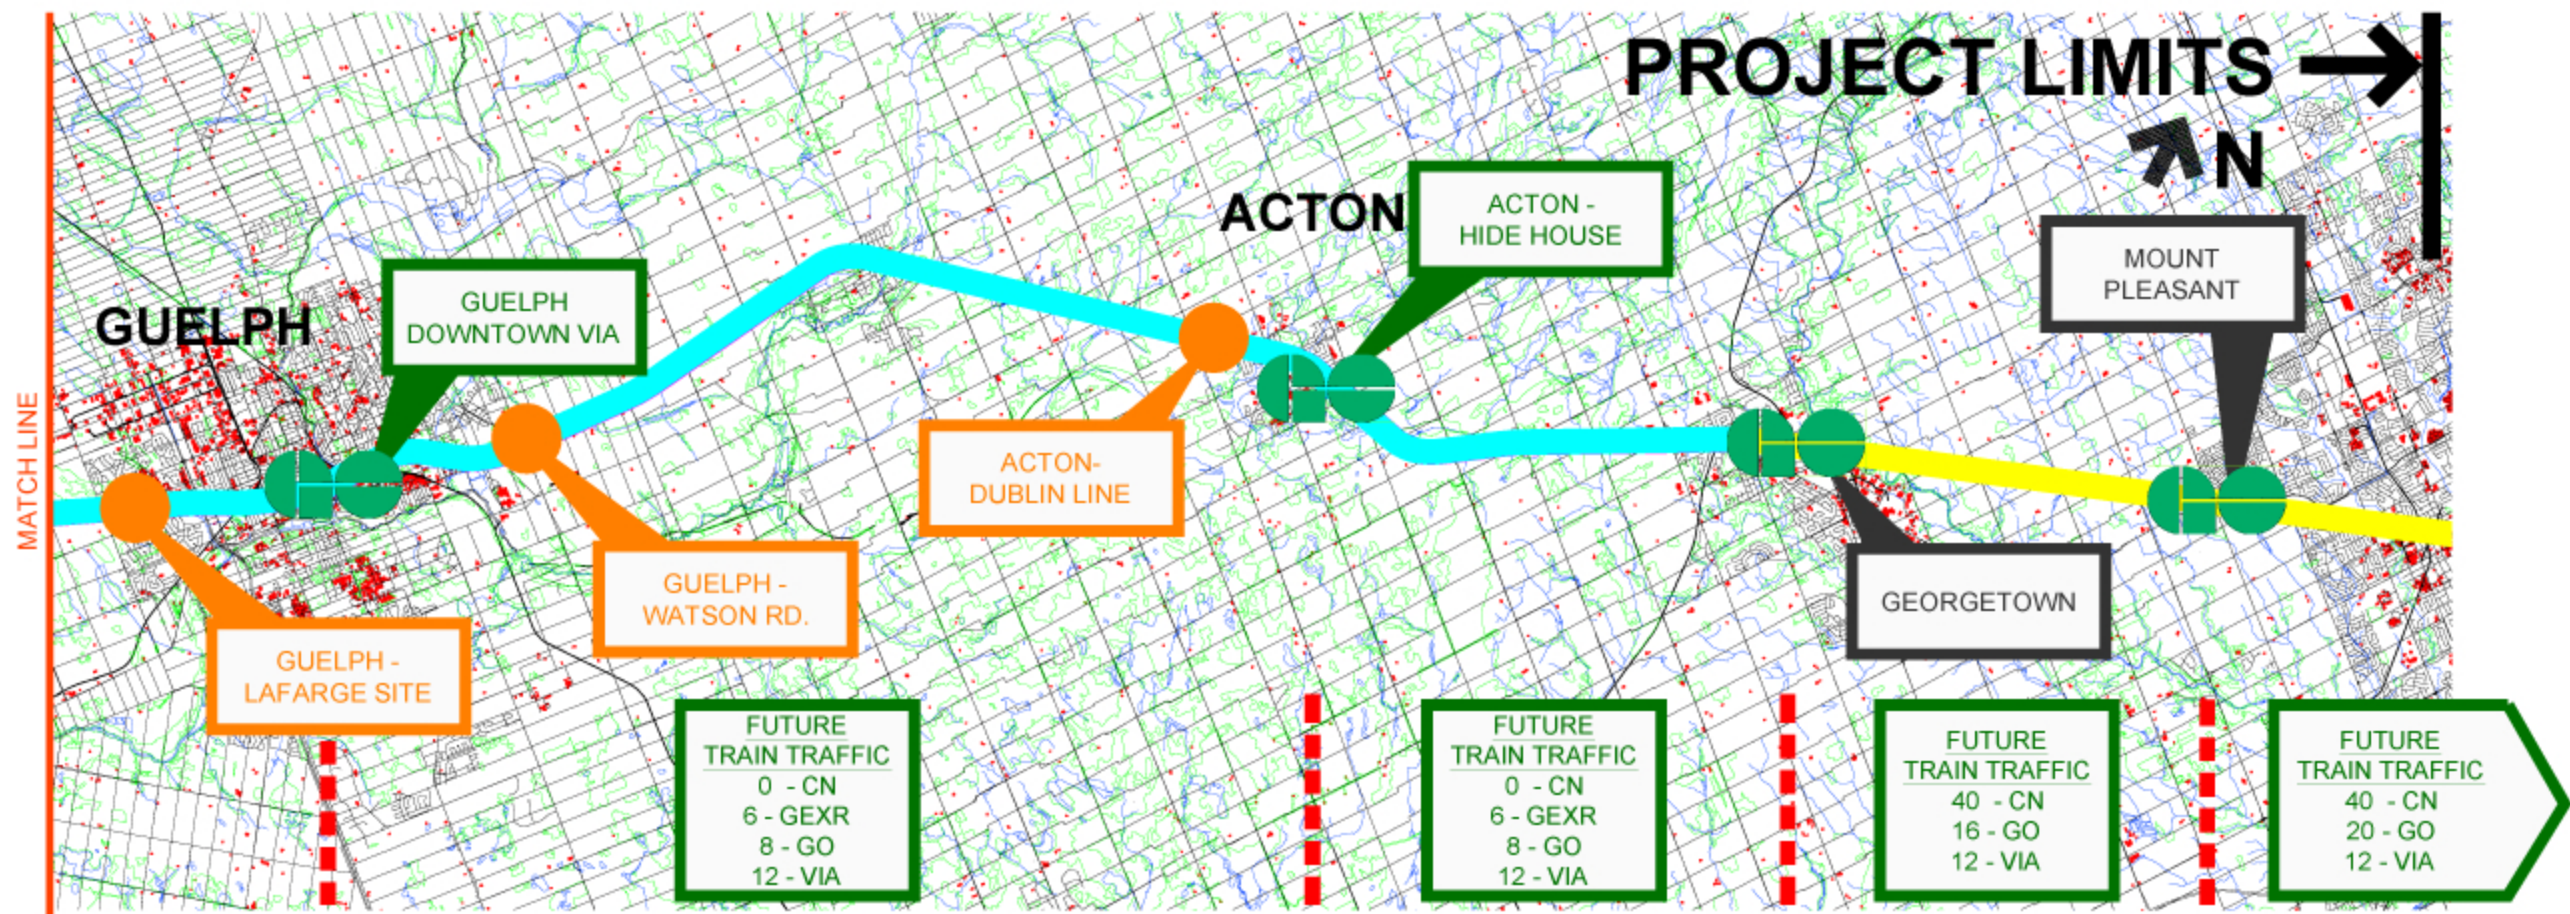 PROJECT LIMITS
N
ACTON
ACTON -
HIDE HOUSE
MOUNT
PLEASANT
GUELPH
GUELPH
DOWNTOWN VIA
MATCH LINE
ACTON-
DUBLIN LINE
GUELPH -
WATSON RD.
GEORGETOWN
GUELPH -
LAFARGE SITE
FUTURE
TRAIN TRAFFIC
0 - CN
6 - GEXR
8 - GO
12 - VIA
FUTURE
TRAIN TRAFFIC
0 - CN
6 - GEXR
8 - GO
12 - VIA
FUTURE
TRAIN TRAFFIC
40 - CN
16 - GO
12 - VIA
FUTURE
TRAIN TRAFFIC
40 - CN
20 - GO
12 - VIA